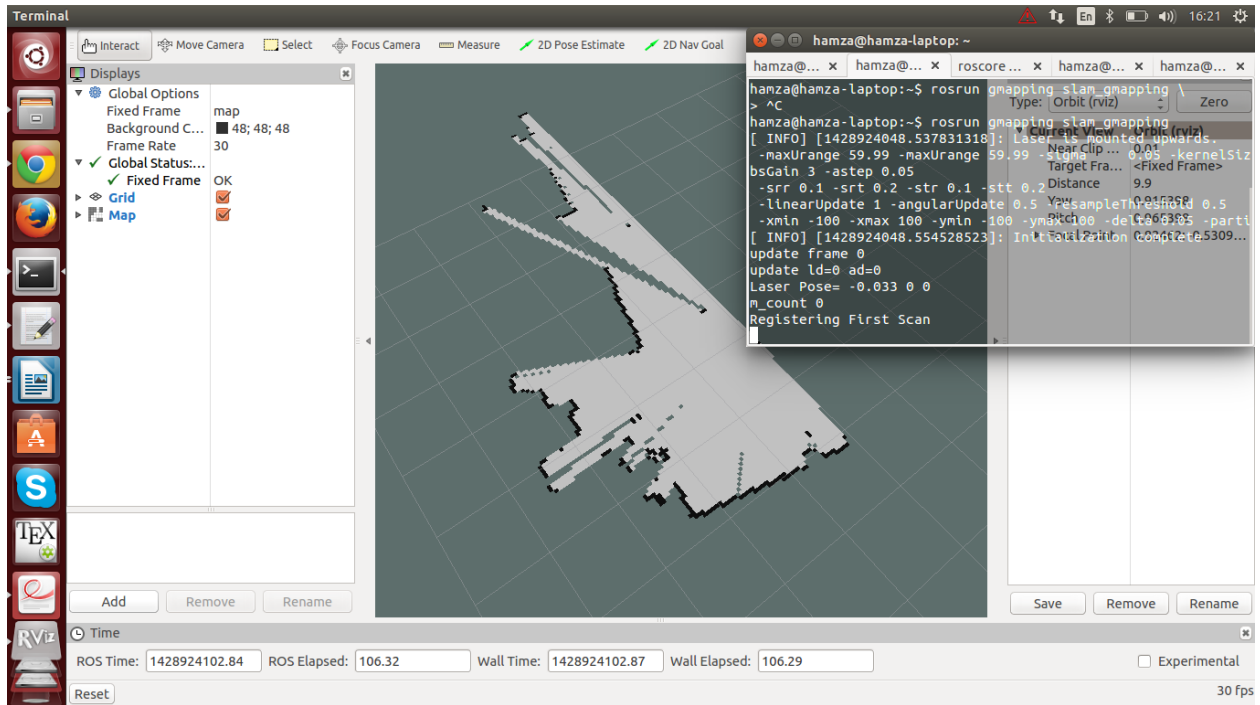 Terminal
En
16:21
Interact
Move Camera
Select
Focus Camera
Measure
2D Pose Estimate
2D Nav Goal
Displays
Global Options
Fixed Frame map
Background C... 48; 48; 48
Frame Rate 30
Global Status:...
Fixed Frame OK
Grid
Map
Add
Remove
Rename
hamza@hamza-laptop: ~
hamza@...
hamza@...
roscore ...
hamza@...
hamza@...
hamza@hamza-laptop:~$ rosrun gmapping slam_gmapping \
> ^C
hamza@hamza-laptop:~$ rosrun gmapping slam_gmapping
[ INFO] [1428924048.537831318]: Laser is mounted upwards.
-maxUrange 59.99 -maxUrange 59.99 -sigma 0.05 -kernelSiz
bsGain 3 -astep 0.05
-srr 0.1 -srt 0.2 -str 0.1 -stt 0.2
-linearUpdate 1 -angularUpdate 0.5 -resampleThreshold 0.5
-xmin -100 -xmax 100 -ymin -100 -ymax 100 -delta 0.05 -parti
[ INFO] [1428924048.554528523]: Initialization complete
update frame 0
update ld=0 ad=0
Laser Pose= -0.033 0 0
m_count 0
Registering First Scan
Type: Orbit (rviz)
Zero
Current View Orbit (rviz)
Near Clip ... 0.01
Target Fra... <Fixed Frame>
Distance 9.9
Yaw
Pitch
Focal Point
Save
Remove
Rename
S
TEX
RViz
Time
ROS Time: 1428924102.84
ROS Elapsed: 106.32
Wall Time: 1428924102.87
Wall Elapsed: 106.29
Experimental
Reset
30 fps